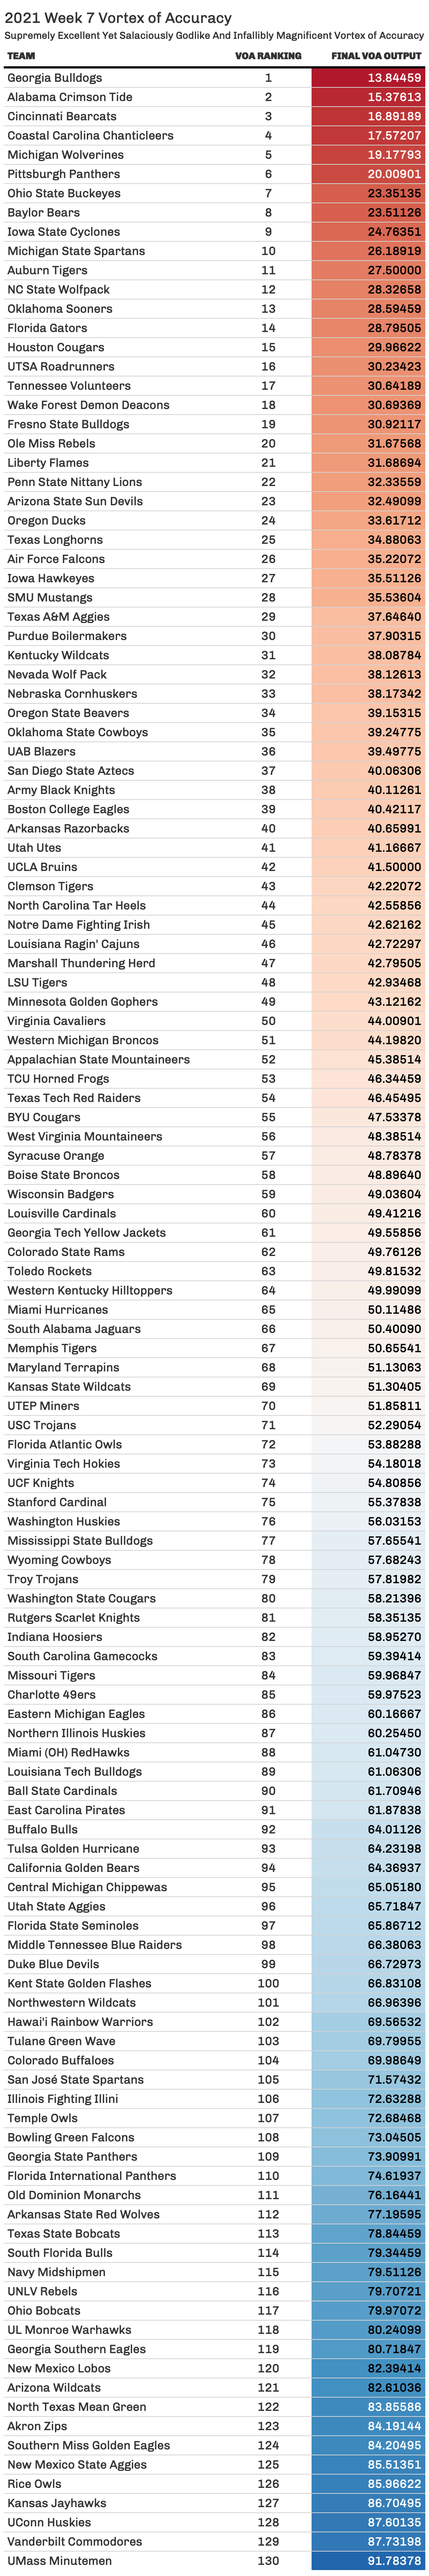 2021 Week 7 Vortex of Accuracy
Supremely Excellent Yet Salaciously Godlike And Infallibly Magnificent Vortex of Accuracy
TEAM VOA RANKING FINAL VOA OUTPUT
Georgia Bulldogs 1 13.84459
Alabama Crimson Tide 2 15.37613
Cincinnati Bearcats 3 16.89189
Coastal Carolina Chanticleers 4 17.57207
Michigan Wolverines 5 19.17793
Pittsburgh Panthers 6 20.00901
Ohio State Buckeyes 7 23.35135
Baylor Bears 8 23.51126
Iowa State Cyclones 9 24.76351
Michigan State Spartans 10 26.18919
Auburn Tigers 11 27.50000
NC State Wolfpack 12 28.32658
Oklahoma Sooners 13 28.59459
Florida Gators 14 28.79505
Houston Cougars 15 29.96622
UTSA Roadrunners 16 30.23423
Tennessee Volunteers 17 30.64189
Wake Forest Demon Deacons 18 30.69369
Fresno State Bulldogs 19 30.92117
Ole Miss Rebels 20 31.67568
Liberty Flames 21 31.68694
Penn State Nittany Lions 22 32.33559
Arizona State Sun Devils 23 32.49099
Oregon Ducks 24 33.61712
Texas Longhorns 25 34.88063
Air Force Falcons 26 35.22072
Iowa Hawkeyes 27 35.51126
SMU Mustangs 28 35.53604
Texas A&M Aggies 29 37.64640
Purdue Boilermakers 30 37.90315
Kentucky Wildcats 31 38.08784
Nevada Wolf Pack 32 38.12613
Nebraska Cornhuskers 33 38.17342
Oregon State Beavers 34 39.15315
Oklahoma State Cowboys 35 39.24775
UAB Blazers 36 39.49775
San Diego State Aztecs 37 40.06306
Army Black Knights 38 40.11261
Boston College Eagles 39 40.42117
Arkansas Razorbacks 40 40.65991
Utah Utes 41 41.16667
UCLA Bruins 42 41.50000
Clemson Tigers 43 42.22072
North Carolina Tar Heels 44 42.55856
Notre Dame Fighting Irish 45 42.62162
Louisiana Ragin' Cajuns 46 42.72297
Marshall Thundering Herd 47 42.79505
LSU Tigers 48 42.93468
Minnesota Golden Gophers 49 43.12162
Virginia Cavaliers 50 44.00901
Western Michigan Broncos 51 44.19820
Appalachian State Mountaineers 52 45.38514
TCU Horned Frogs 53 46.34459
Texas Tech Red Raiders 54 46.45495
BYU Cougars 55 47.53378
West Virginia Mountaineers 56 48.38514
Syracuse Orange 57 48.78378
Boise State Broncos 58 48.89640
Wisconsin Badgers 59 49.03604
Louisville Cardinals 60 49.41216
Georgia Tech Yellow Jackets 61 49.55856
Colorado State Rams 62 49.76126
Toledo Rockets 63 49.81532
Western Kentucky Hilltoppers 64 49.99099
Miami Hurricanes 65 50.11486
South Alabama Jaguars 66 50.40090
Memphis Tigers 67 50.65541
Maryland Terrapins 68 51.13063
Kansas State Wildcats 69 51.30405
UTEP Miners 70 51.85811
USC Trojans 71 52.29054
Florida Atlantic Owls 72 53.88288
Virginia Tech Hokies 73 54.18018
UCF Knights 74 54.80856
Stanford Cardinal 75 55.37838
Washington Huskies 76 56.03153
Mississippi State Bulldogs 77 57.65541
Wyoming Cowboys 78 57.68243
Troy Trojans 79 57.81982
Washington State Cougars 80 58.21396
Rutgers Scarlet Knights 81 58.35135
Indiana Hoosiers 82 58.95270
South Carolina Gamecocks 83 59.39414
Missouri Tigers 84 59.96847
Charlotte 49ers 85 59.97523
Eastern Michigan Eagles 86 60.16667
Northern Illinois Huskies 87 60.25450
Miami (OH) RedHawks 88 61.04730
Louisiana Tech Bulldogs 89 61.06306
Ball State Cardinals 90 61.70946
East Carolina Pirates 91 61.87838
Buffalo Bulls 92 64.01126
Tulsa Golden Hurricane 93 64.23198
California Golden Bears 94 64.36937
Central Michigan Chippewas 95 65.05180
Utah State Aggies 96 65.71847
Florida State Seminoles 97 65.86712
Middle Tennessee Blue Raiders 98 66.38063
Duke Blue Devils 99 66.72973
Kent State Golden Flashes 100 66.83108
Northwestern Wildcats 101 66.96396
Hawai'i Rainbow Warriors 102 69.56532
Tulane Green Wave 103 69.79955
Colorado Buffaloes 104 69.98649
San José State Spartans 105 71.57432
Illinois Fighting Illini 106 72.63288
Temple Owls 107 72.68468
Bowling Green Falcons 108 73.04505
Georgia State Panthers 109 73.90991
Florida International Panthers 110 74.61937
Old Dominion Monarchs 111 76.16441
Arkansas State Red Wolves 112 77.19595
Texas State Bobcats 113 78.84459
South Florida Bulls 114 79.34459
Navy Midshipmen 115 79.51126
UNLV Rebels 116 79.70721
Ohio Bobcats 117 79.97072
UL Monroe Warhawks 118 80.24099
Georgia Southern Eagles 119 80.71847
New Mexico Lobos 120 82.39414
Arizona Wildcats 121 82.61036
North Texas Mean Green 122 83.85586
Akron Zips 123 84.19144
Southern Miss Golden Eagles 124 84.20495
New Mexico State Aggies 125 85.51351
Rice Owls 126 85.96622
Kansas Jayhawks 127 86.70495
UConn Huskies 128 87.60135
Vanderbilt Commodores 129 87.73198
UMass Minutemen 130 91.78378